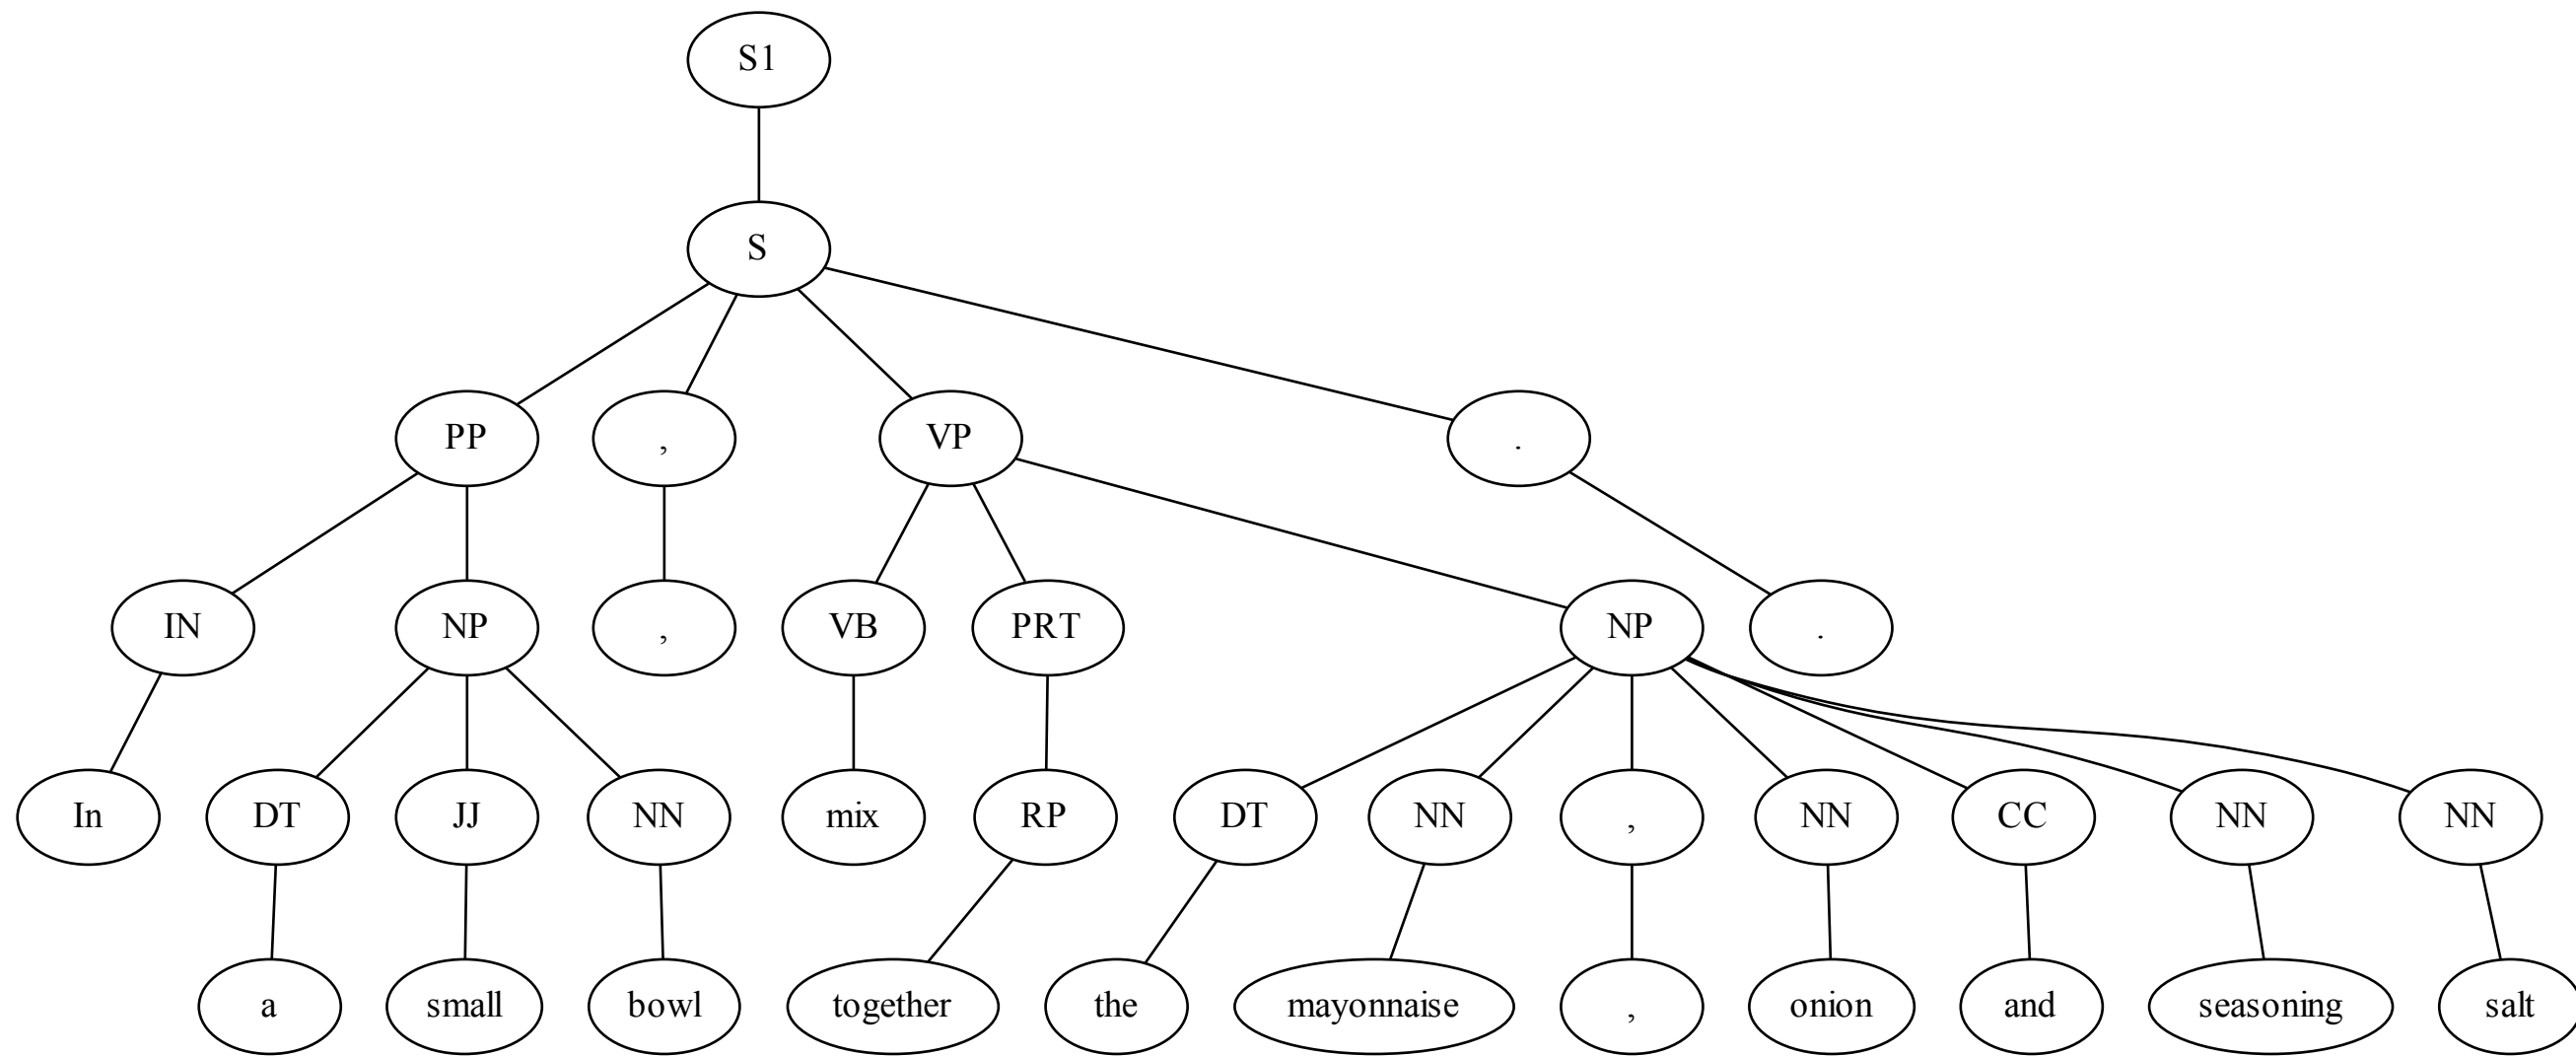 S1
S
PP , VP .
IN NP , VB PRT NP .
In DT JJ NN mix RP DT NN , NN CC NN NN
a small bowl together the mayonnaise , onion and seasoning salt